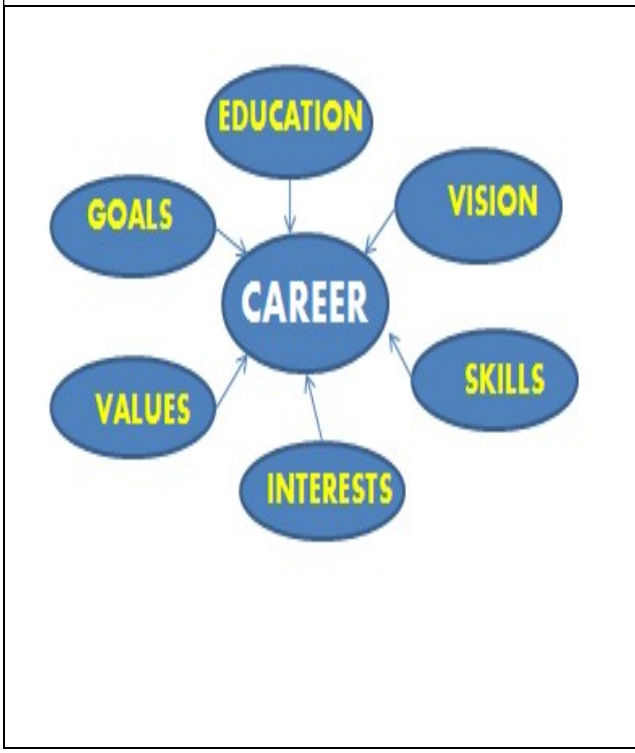 EDUCATION
GOALS
VISION
CAREER
VALUES
SKILLS
INTERESTS